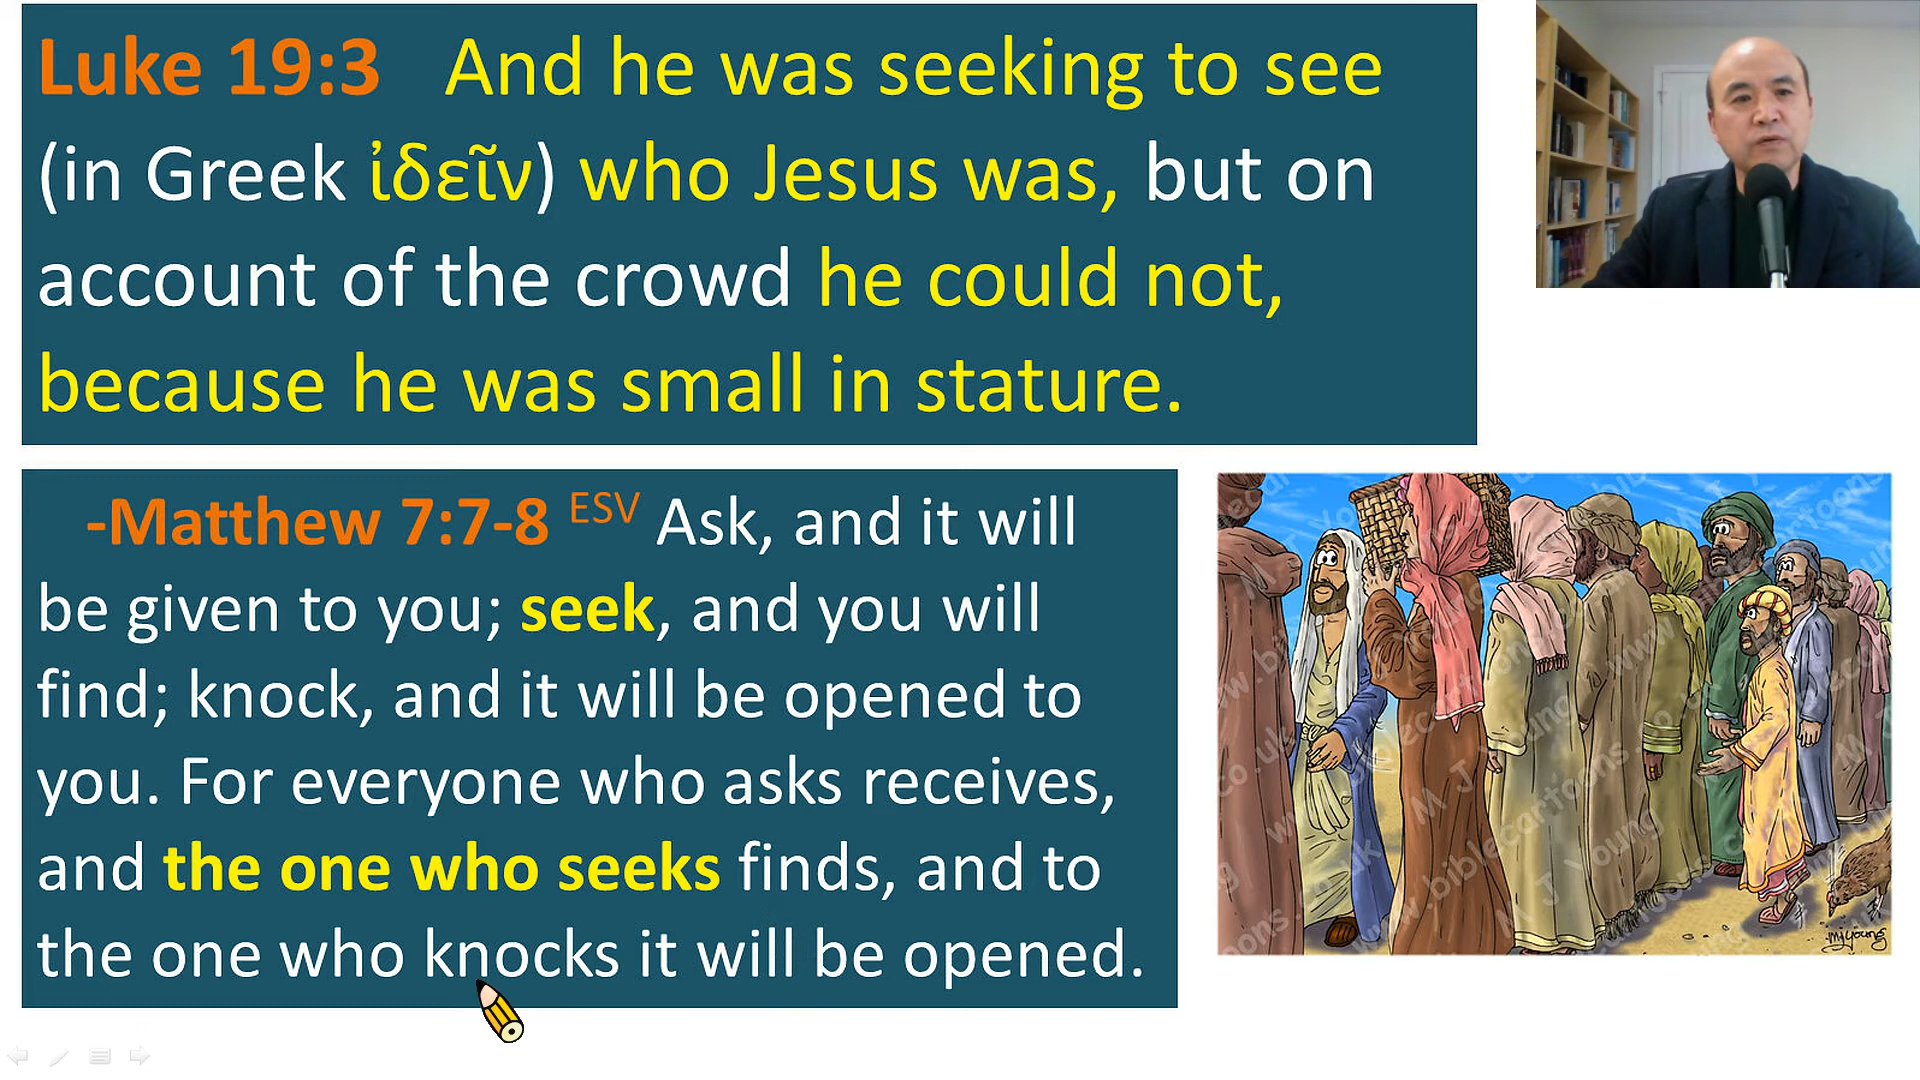 Luke 19:3 And he was seeking to see
(in Greek ἰδεῖν) who Jesus was, but on
account of the crowd he could not,
because he was small in stature.
-Matthew 7:7-8 ESV Ask, and it will
be given to you; seek, and you will
find; knock, and it will be opened to
you. For everyone who asks receives,
and the one who seeks finds, and to
the one who knocks it will be opened.
mjyoung